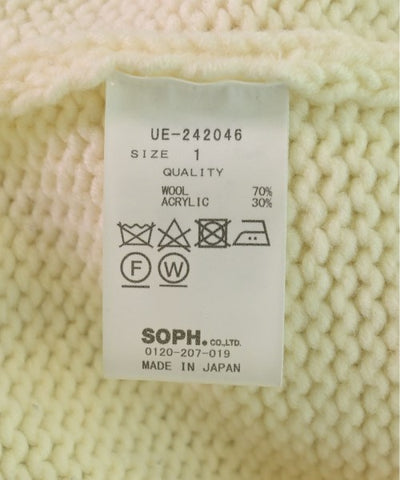 UE-242046
SIZE 1
QUALITY
WOOL 70%
ACRYLIC 30%
F W
SOPH. CO.,LTD.
0120-207-019
MADE IN JAPAN